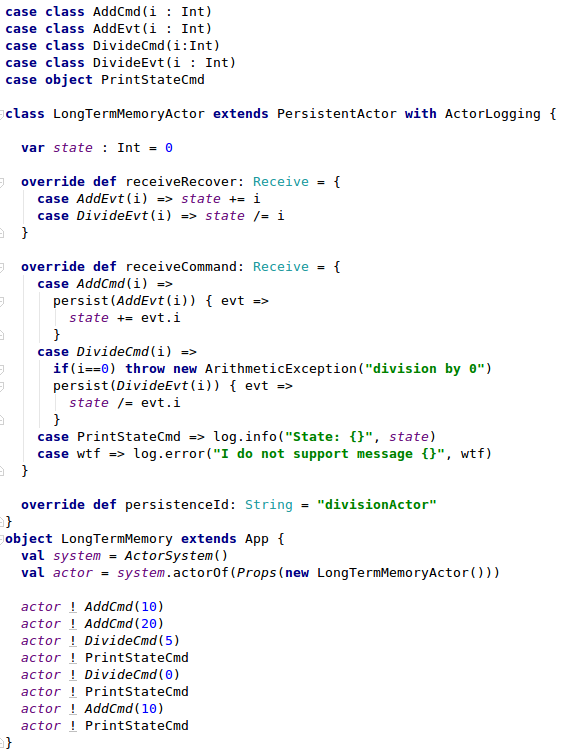 case class AddCmd(i : Int)
case class AddEvt(i : Int)
case class DivideCmd(i:Int)
case class DivideEvt(i : Int)
case object PrintStateCmd
class LongTermMemoryActor extends PersistentActor with ActorLogging {
  var state : Int = 0
  override def receiveRecover: Receive = {
    case AddEvt(i) => state += i
    case DivideEvt(i) => state /= i
  }
  override def receiveCommand: Receive = {
    case AddCmd(i) =>
      persist(AddEvt(i)) { evt =>
        state += evt.i
      }
    case DivideCmd(i) =>
      if(i==0) throw new ArithmeticException("division by 0")
      persist(DivideEvt(i)) { evt =>
        state /= evt.i
      }
    case PrintStateCmd => log.info("State: {}", state)
    case wtf => log.error("I do not support message {}", wtf)
  }
  override def persistenceId: String = "divisionActor"
}
object LongTermMemory extends App {
  val system = ActorSystem()
  val actor = system.actorOf(Props(new LongTermMemoryActor()))
  actor ! AddCmd(10)
  actor ! AddCmd(20)
  actor ! DivideCmd(5)
  actor ! PrintStateCmd
  actor ! DivideCmd(0)
  actor ! PrintStateCmd
  actor ! AddCmd(10)
  actor ! PrintStateCmd
}